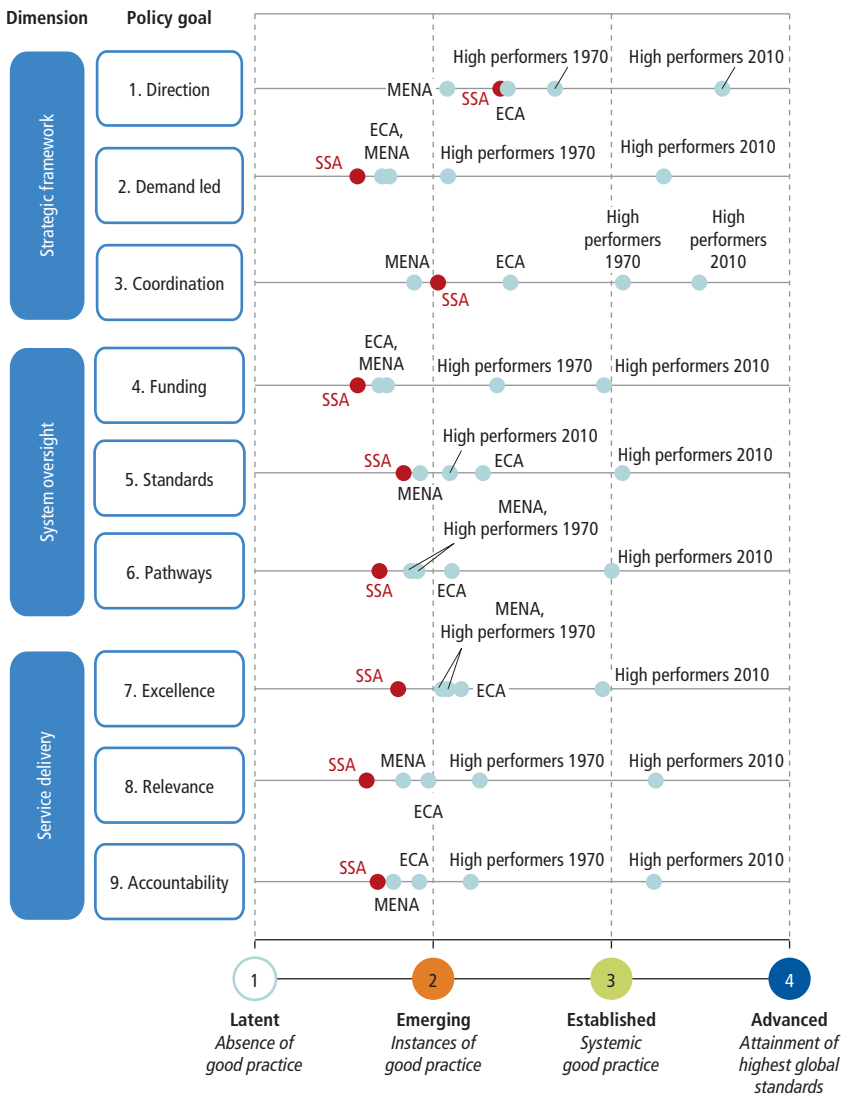 Dimension
Policy goal
Strategic framework
1. Direction
High performers 1970
High performers 2010
MENA
SSA
ECA
2. Demand led
ECA,
MENA
SSA
High performers 1970
High performers 2010
3. Coordination
MENA
SSA
ECA
High
performers
1970
High
performers
2010
System oversight
4. Funding
ECA,
MENA
SSA
High performers 1970
High performers 2010
5. Standards
SSA
MENA
High performers 2010
ECA
High performers 2010
6. Pathways
MENA,
High performers 1970
SSA
ECA
High performers 2010
Service delivery
7. Excellence
MENA,
High performers 1970
SSA
ECA
High performers 2010
8. Relevance
SSA
MENA
ECA
High performers 1970
High performers 2010
9. Accountability
SSA
MENA
ECA
High performers 1970
High performers 2010
1
2
3
4
Latent
Absence of
good practice
Emerging
Instances of
good practice
Established
Systemic
good practice
Advanced
Attainment of
highest global
standards